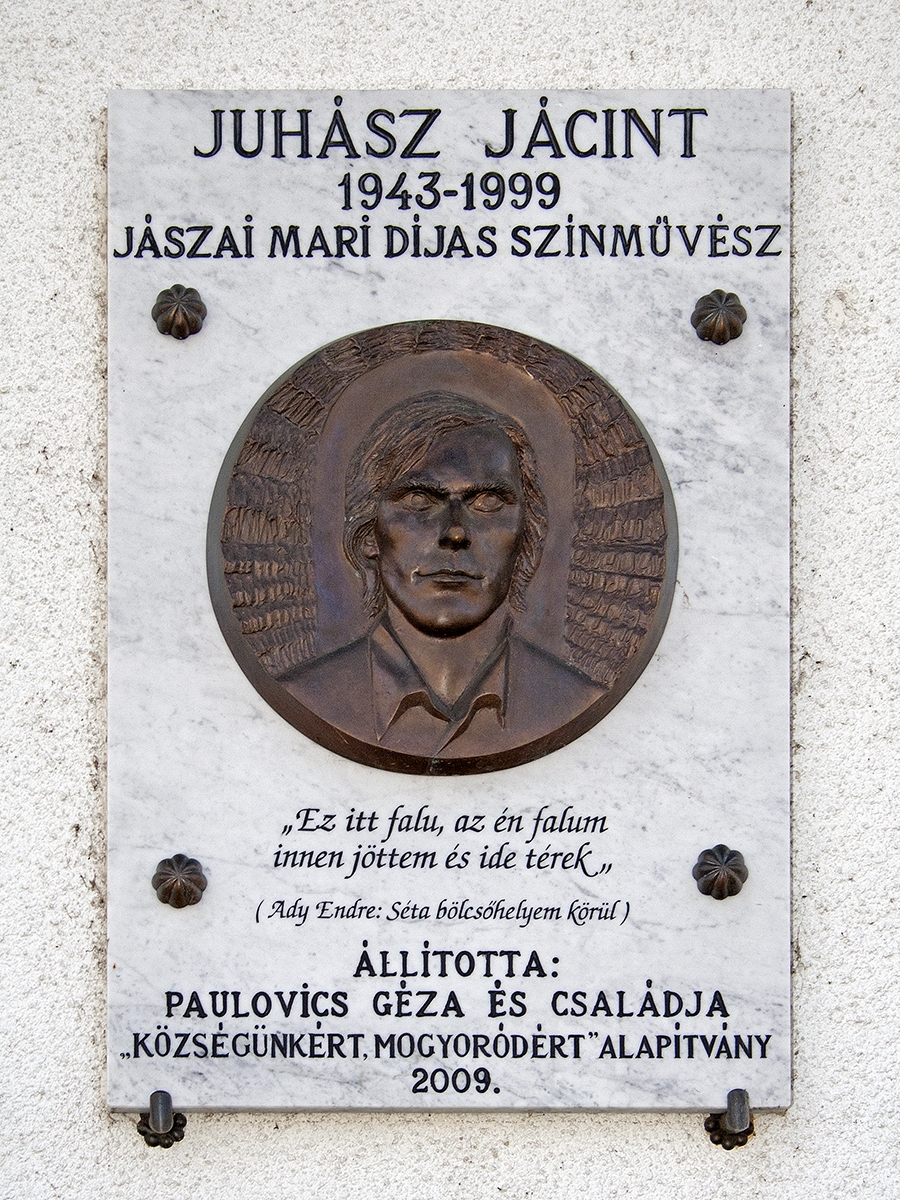 JUHÁSZ JÁCINT
1943-1999
JÁSZAI MARI DÍJAS SZÍNMŰVÉSZ
„Ez itt falu, az én falum
innen jöttem és ide térek„
( Ady Endre: Séta bölcsőhelyem körül )
ÁLLÍTOTTA:
PAULOVICS GÉZA ÉS CSALÁDJA
„KÖZSÉGÜNKÉRT, MOGYORÓDÉRT” ALAPÍTVÁNY
2009.